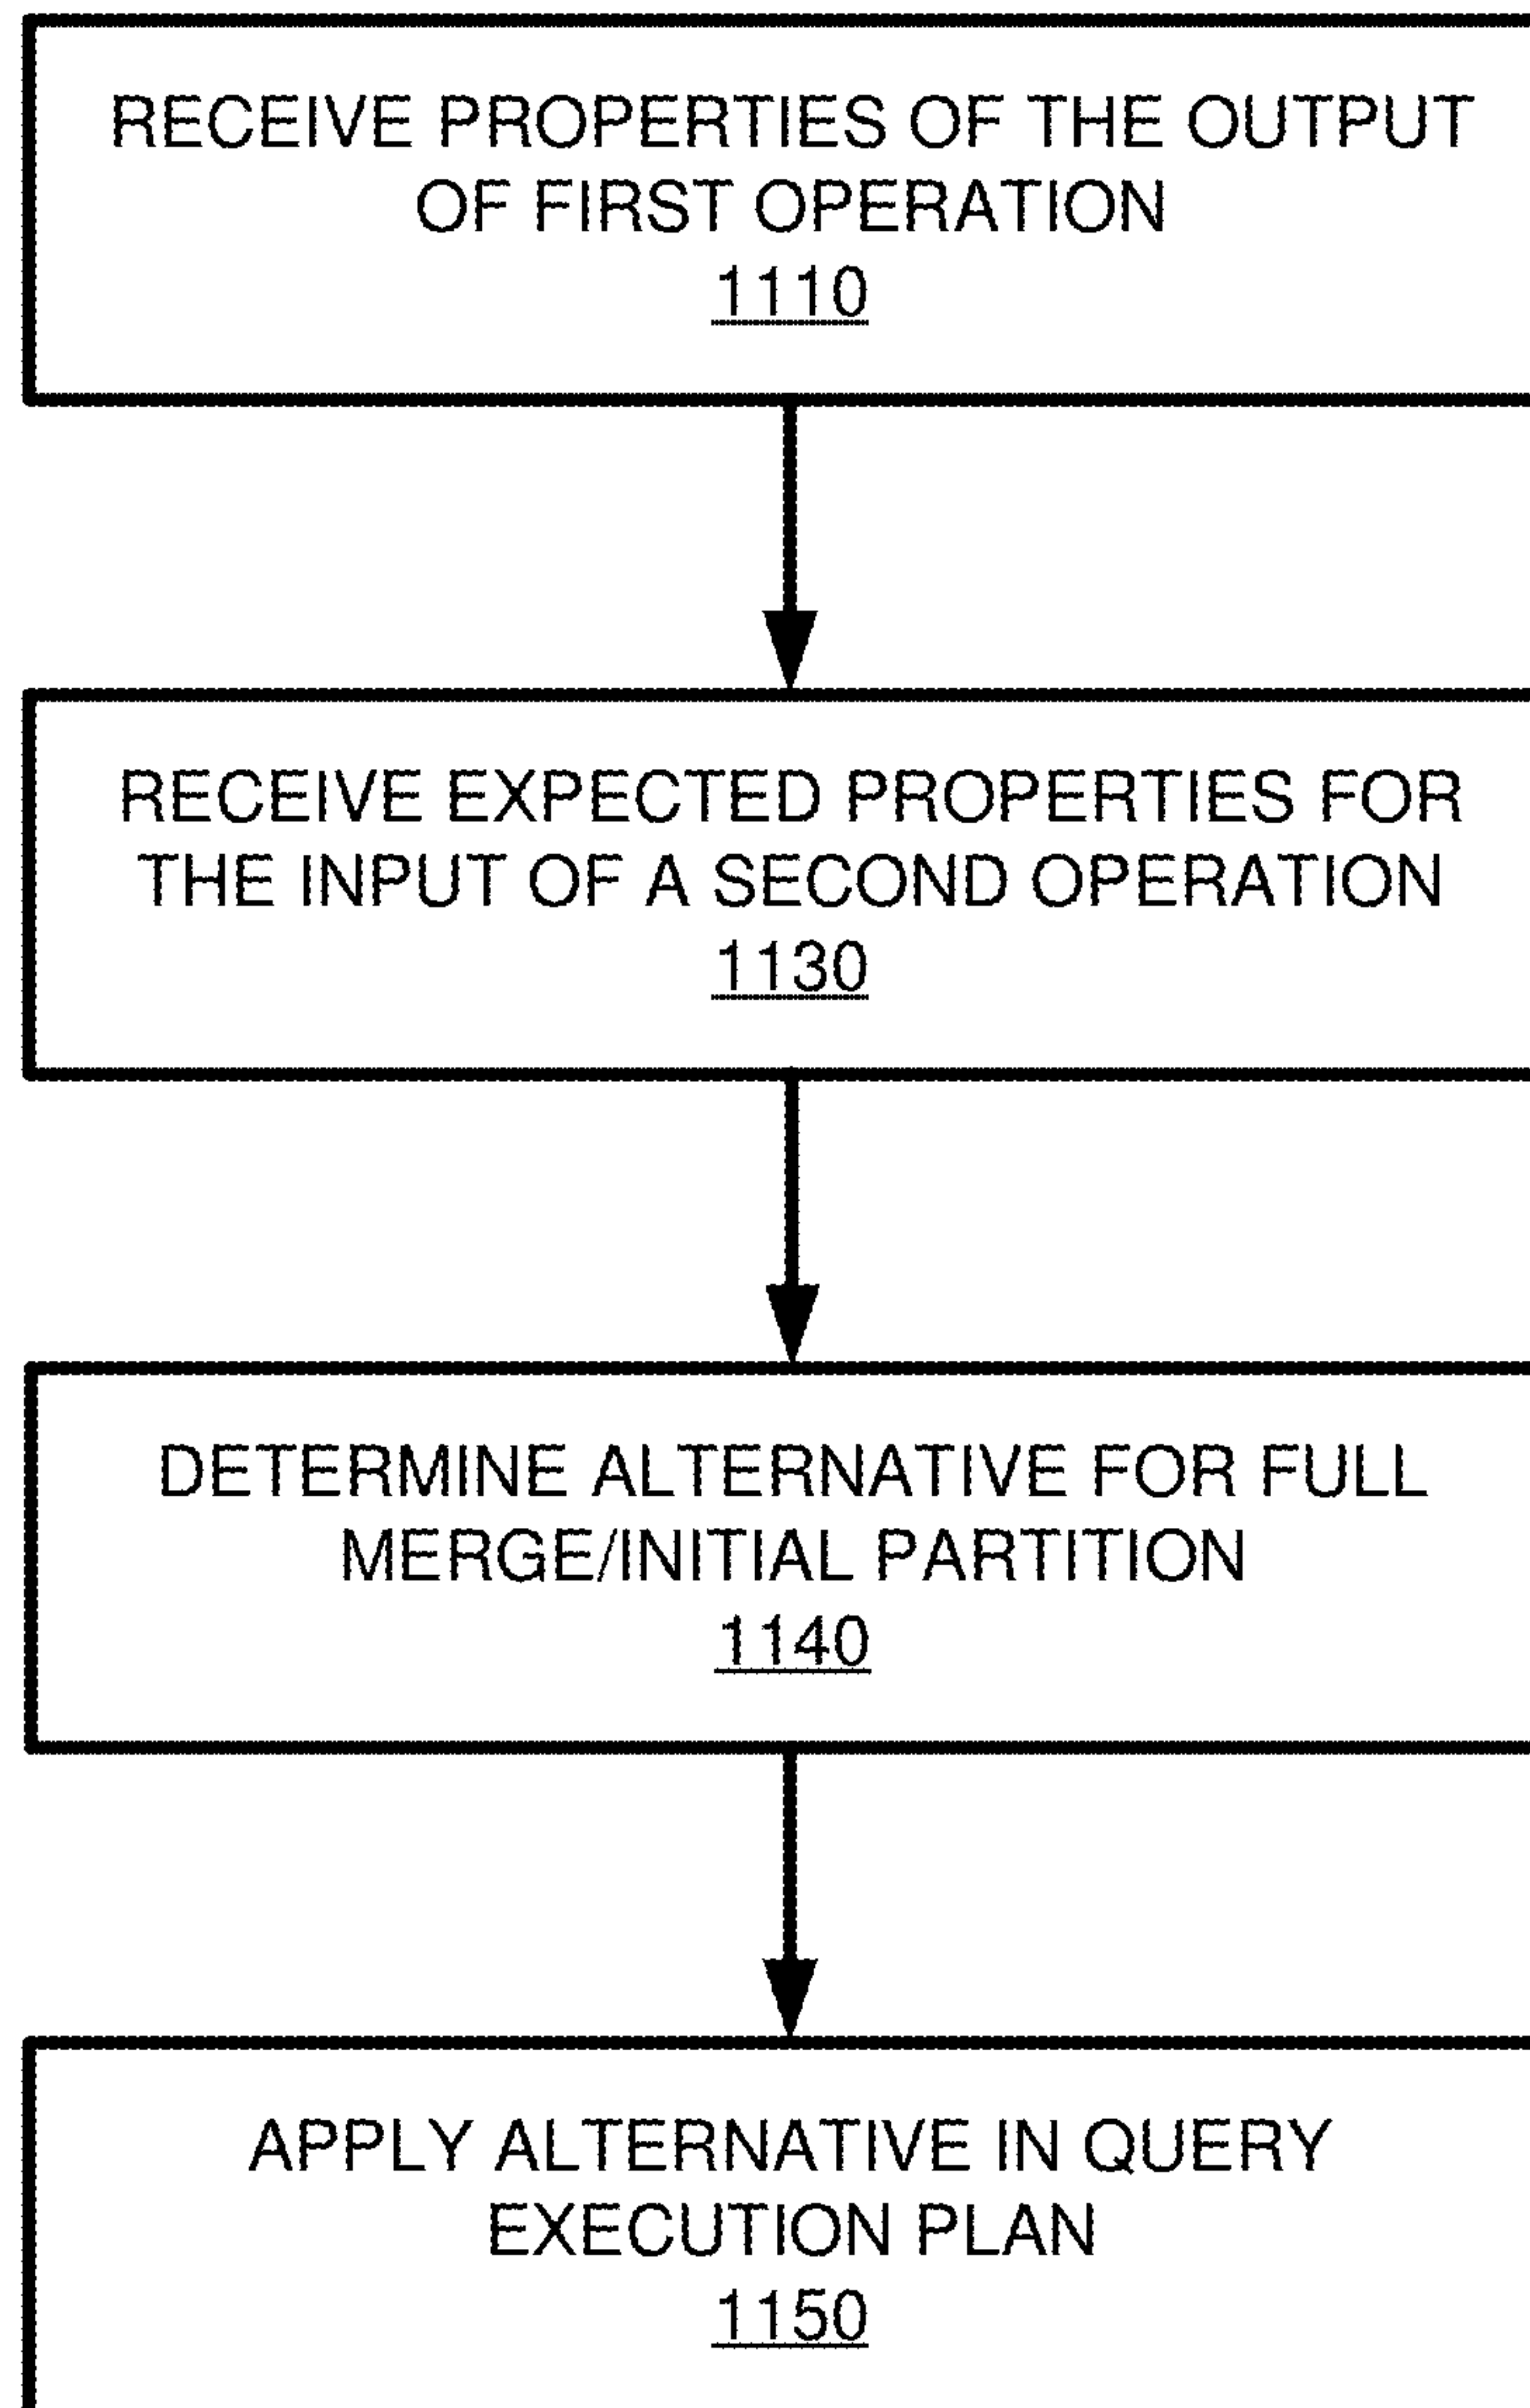 RECEIVE PROPERTIES OF THE OUTPUT
OF FIRST OPERATION
1110
RECEIVE EXPECTED PROPERTIES FOR
THE INPUT OF A SECOND OPERATION
1130
DETERMINE ALTERNATIVE FOR FULL
MERGE/INITIAL PARTITION
1140
APPLY ALTERNATIVE IN QUERY
EXECUTION PLAN
1150